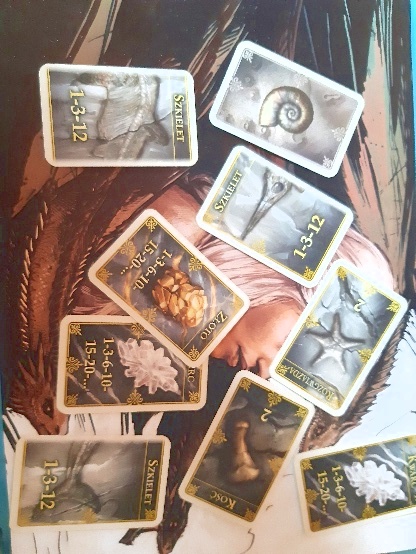 SZKIELET
1-3-12
SZKIELET
1-3-12
1-3-6-10-
15-20-...
ZŁOTO
2
ROZGWIAZDA
1-3-6-10-
15-20-...
2
KOŚĆ
SZKIELET
1-3-12
1-3-6-10-
15-20-...